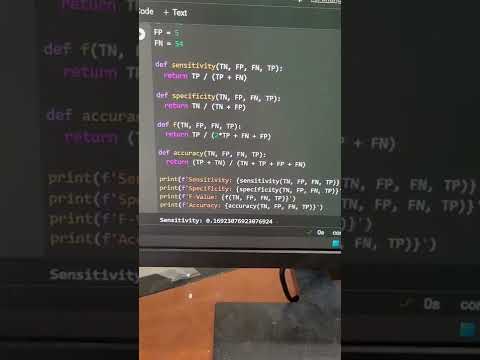 Code + Text
FP = 5
FN = 54
def sensitivity(TN, FP, FN, TP):
return TP / (TP + FN)
def specificity(TN, FP, FN, TP):
return TN / (TN + FP)
def f(TN, FP, FN, TP):
return TP / (2*TP + FN + FP)
def accuracy(TN, FP, FN, TP):
return (TP + TN) / (TN + TP + FP + FN)
print(f'Sensitivity: {sensitivity(TN, FP, FN, TP)}')
print(f'Specificity: {specificity(TN, FP, FN, TP)}'
print(f'F-Value: {f(TN, FP, FN, TP)}')
print(f'Accuracy: {accuracy(TN, FP, FN, TP)}')
Sensitivity: 0.16923076923076924
0s